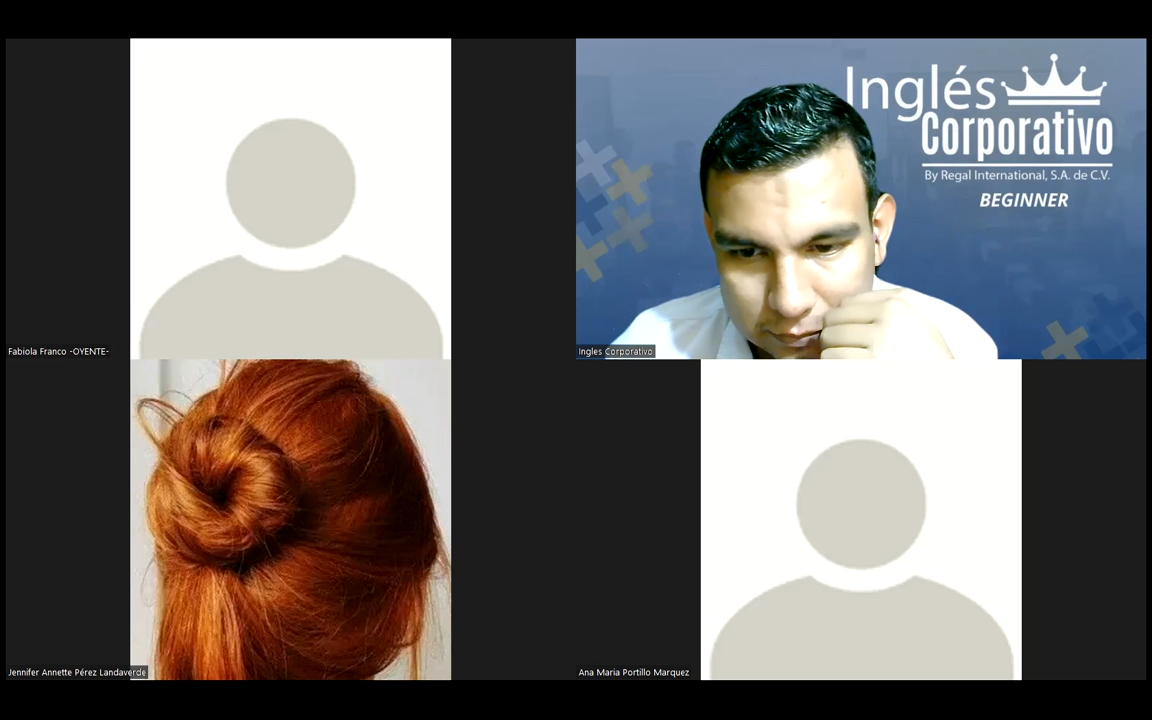 Inglés
Corporativo
By Regal International, S.A. de C.V.
BEGINNER
Fabiola Franco -OYENTE-
Ingles Corporativo
Jennifer Annette Pérez Landaverde
Ana Maria Portillo Marquez